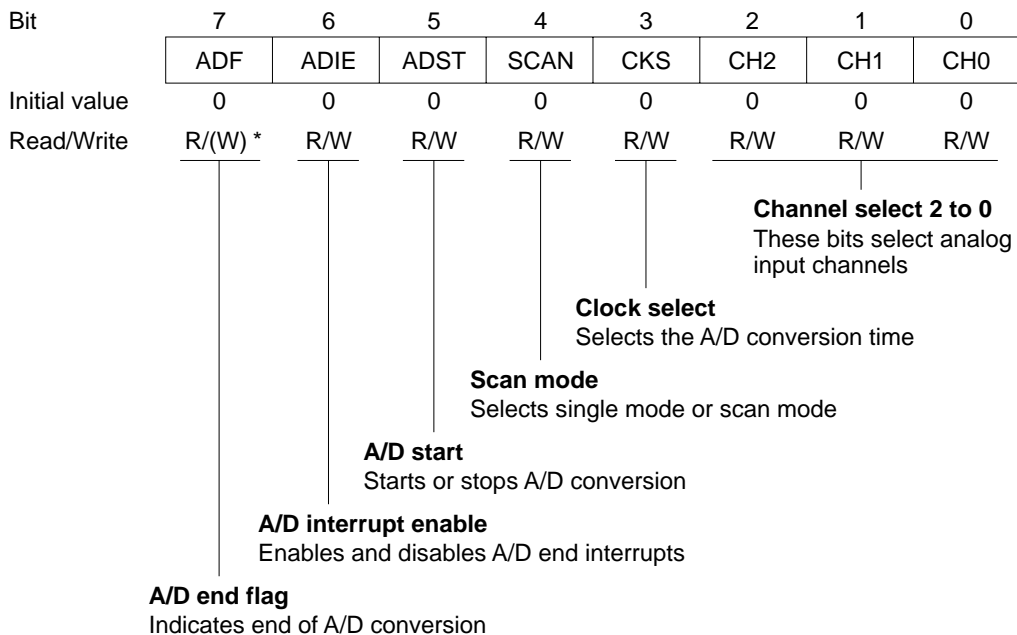 Bit 7 6 5 4 3 2 1 0
ADF ADIE ADST SCAN CKS CH2 CH1 CH0
Initial value 0 0 0 0 0 0 0 0
Read/Write R/(W) * R/W R/W R/W R/W R/W R/W R/W
Channel select 2 to 0
These bits select analog
input channels
Clock select
Selects the A/D conversion time
Scan mode
Selects single mode or scan mode
A/D start
Starts or stops A/D conversion
A/D interrupt enable
Enables and disables A/D end interrupts
A/D end flag
Indicates end of A/D conversion